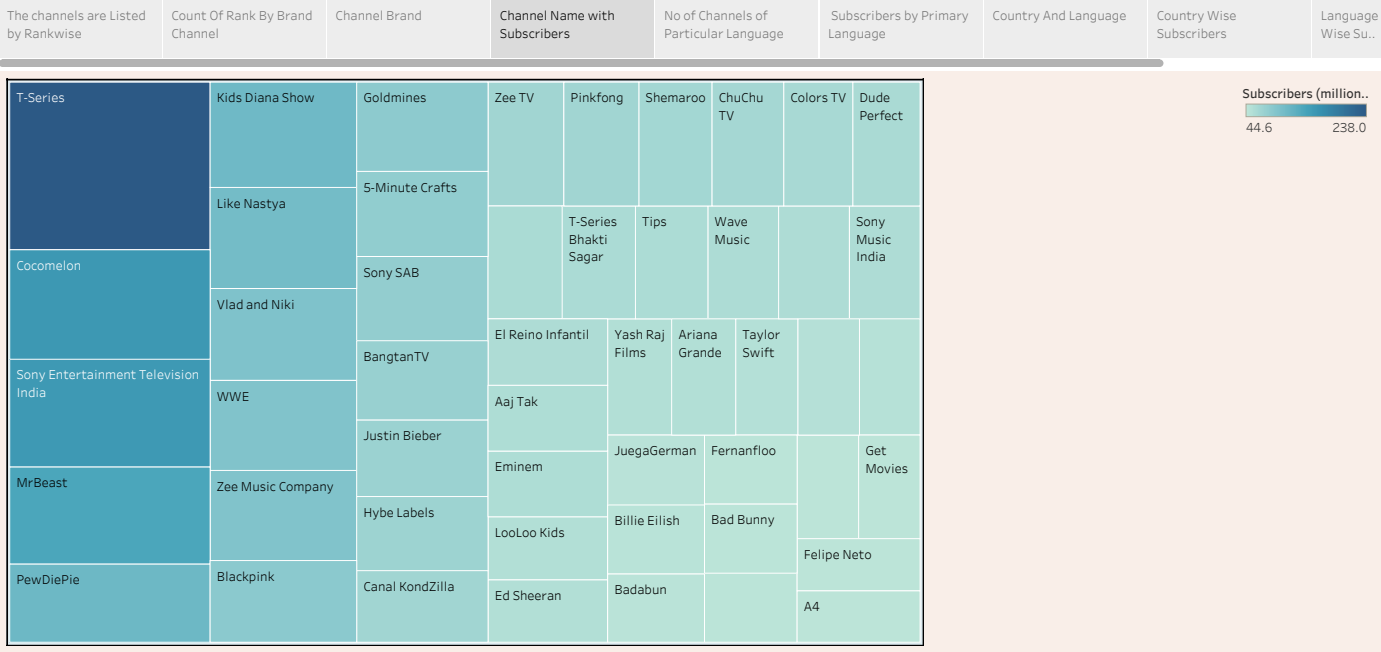 The channels are Listed
by Rankwise
Count Of Rank By Brand
Channel
Channel Brand
Channel Name with
Subscribers
No of Channels of
Particular Language
Subscribers by Primary
Language
Country And Language
Country Wise
Subscribers
Language
Wise Su..
T-Series
Cocomelon
Sony Entertainment Television
India
MrBeast
PewDiePie
Kids Diana Show
Like Nastya
Vlad and Niki
WWE
Zee Music Company
Blackpink
Goldmines
5-Minute Crafts
Sony SAB
BangtanTV
Justin Bieber
Hybe Labels
Canal KondZilla
Zee TV
Pinkfong
Shemaroo
ChuChu
TV
Colors TV
Dude
Perfect
T-Series
Bhakti
Sagar
Tips
Wave
Music
Sony
Music
India
El Reino Infantil
Aaj Tak
Eminem
LooLoo Kids
Ed Sheeran
Yash Raj
Films
Ariana
Grande
Taylor
Swift
JuegaGerman
Billie Eilish
Badabun
Fernanfloo
Bad Bunny
Get
Movies
Felipe Neto
A4
Subscribers (million..
44.6
238.0